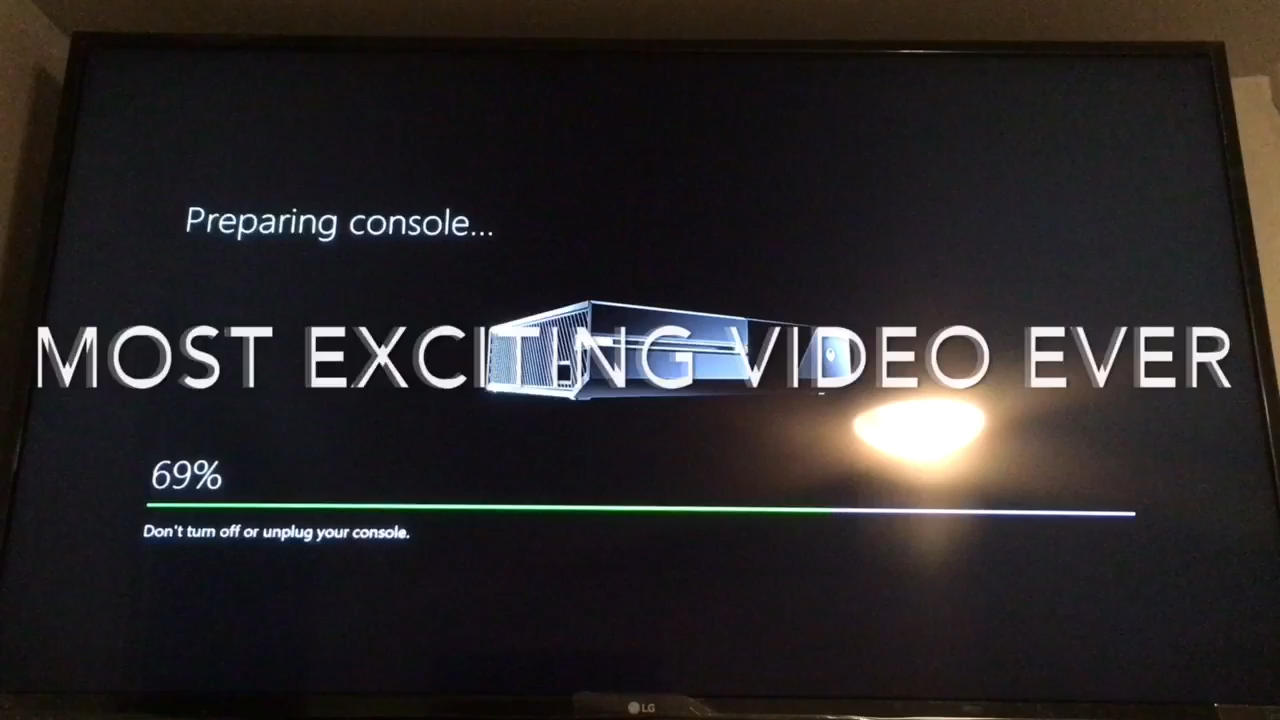 Preparing console...
MOST EXCITING VIDEO EVER
69%
Don't turn off or unplug your console.
LG